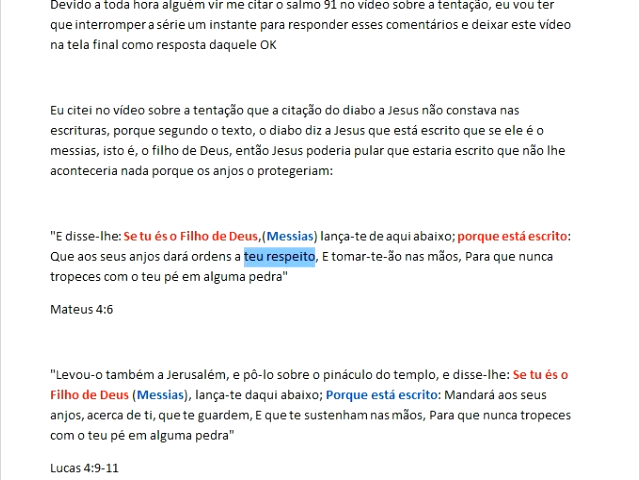 Devido a toda hora alguém vir me citar o salmo 91 no vídeo sobre a tentação, eu vou ter
que interromper a série um instante para responder esses comentários e deixar este vídeo
na tela final como resposta daquele OK
Eu citei no vídeo sobre a tentação que a citação do diabo a Jesus não constava nas
escrituras, porque segundo o texto, o diabo diz a Jesus que está escrito que se ele é o
messias, isto é, o filho de Deus, então Jesus poderia pular que estaria escrito que não lhe
aconteceria nada porque os anjos o protegeriam:
"E disse-lhe: Se tu és o Filho de Deus,(Messias) lança-te de aqui abaixo; porque está escrito:
Que aos seus anjos dará ordens a teu respeito, E tomar-te-ão nas mãos, Para que nunca
tropeces com o teu pé em alguma pedra"
Mateus 4:6
"Levou-o também a Jerusalém, e pô-lo sobre o pináculo do templo, e disse-lhe: Se tu és o
Filho de Deus (Messias), lança-te daqui abaixo; Porque está escrito: Mandará aos seus
anjos, acerca de ti, que te guardem, E que te sustenham nas mãos, Para que nunca tropeces
com o teu pé em alguma pedra"
Lucas 4:9-11